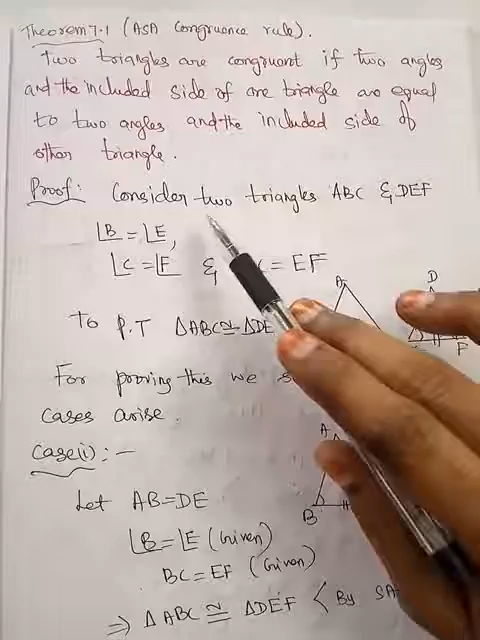 Theorem 7.1 (ASA congruence rule).
Two triangles are congruent if two angles
and the included side of one triangle are equal
to two angles and the included side of
other triangle.
Proof: Consider two triangles ABC & DEF
∠B = ∠E,
∠C = ∠F & = EF
To P.T ΔABC ≅ ΔDE
A
D
F
For proving this we
cases arise.
Case(i): -
A
B
Let AB = DE
∠B = ∠E (Given)
BC = EF (Given)
⇒ ΔABC ≅ ΔDEF < By SA